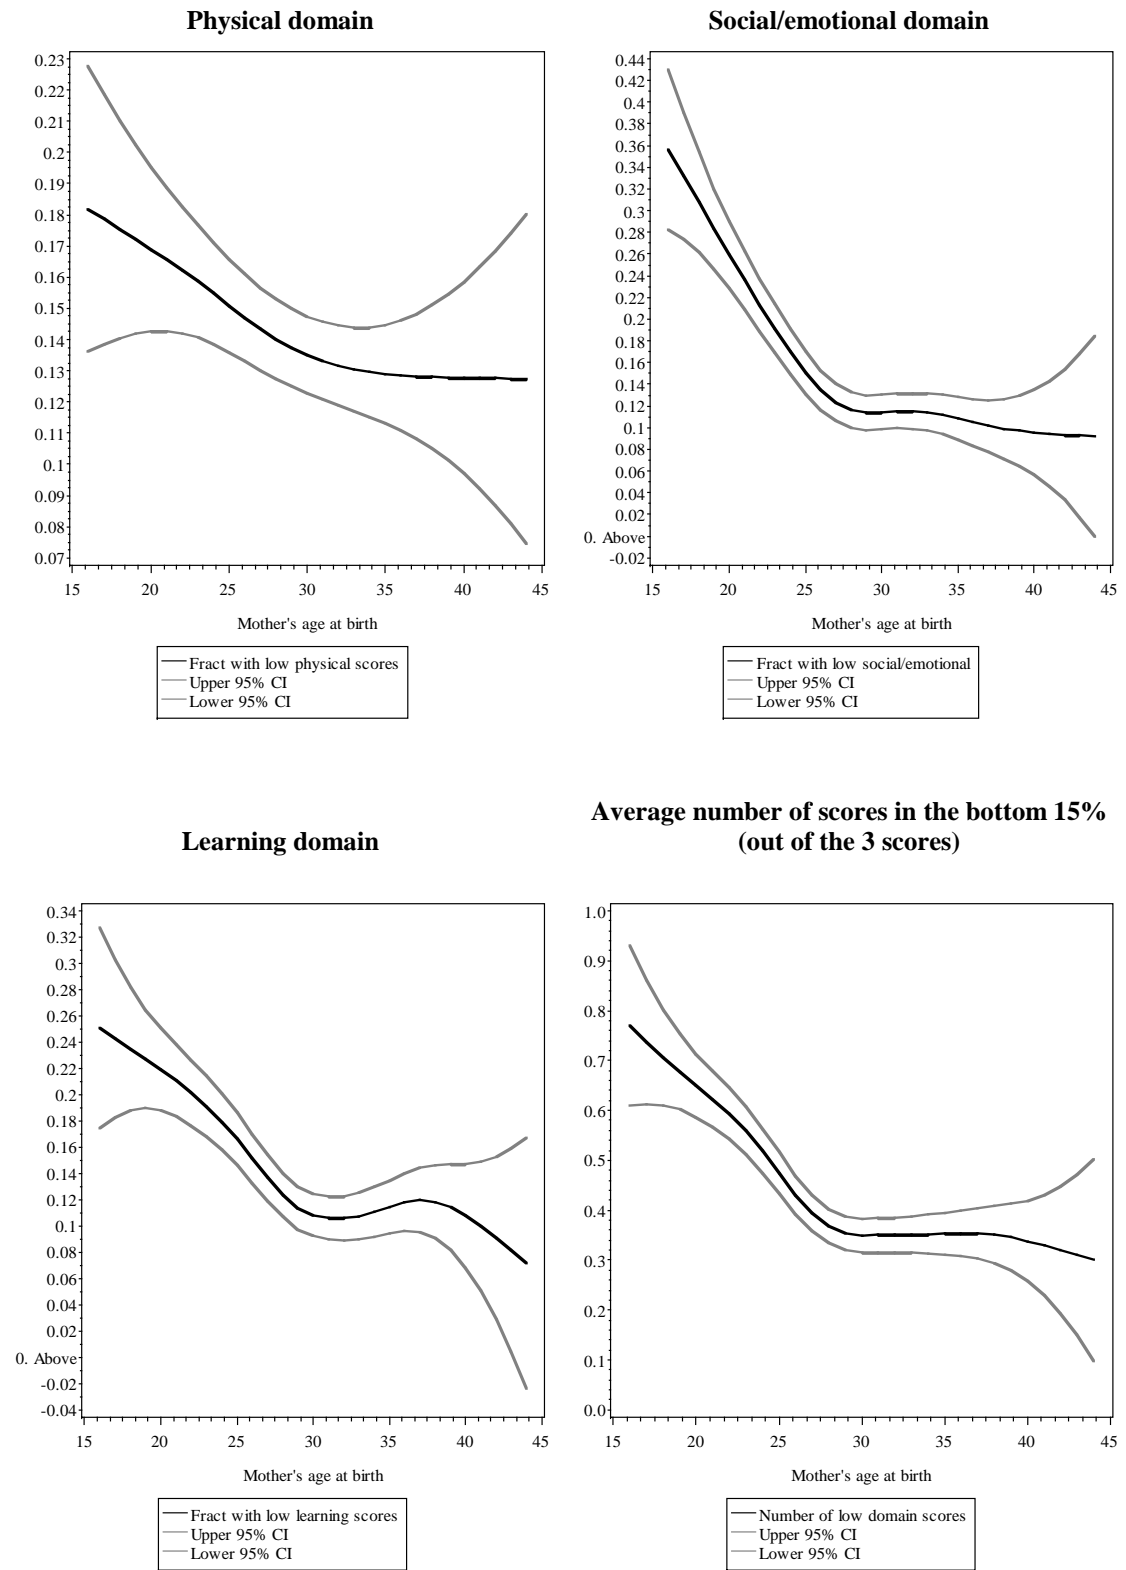 Physical domain
0.23
0.22
0.21
0.2
0.19
0.18
0.17
0.16
0.15
0.14
0.13
0.12
0.11
0.1
0.09
0.08
0.07
15 20 25 30 35 40 45
Mother's age at birth
Fract with low physical scores
Upper 95% CI
Lower 95% CI
Social/emotional domain
0.44
0.42
0.4
0.38
0.36
0.34
0.32
0.3
0.28
0.26
0.24
0.22
0.2
0.18
0.16
0.14
0.12
0.1
0.08
0.06
0.04
0.02
0. Above
-0.02
15 20 25 30 35 40 45
Mother's age at birth
Fract with low social/emotional
Upper 95% CI
Lower 95% CI
Learning domain
0.34
0.32
0.3
0.28
0.26
0.24
0.22
0.2
0.18
0.16
0.14
0.12
0.1
0.08
0.06
0.04
0.02
0. Above
-0.02
-0.04
15 20 25 30 35 40 45
Mother's age at birth
Fract with low learning scores
Upper 95% CI
Lower 95% CI
Average number of scores in the bottom 15%
(out of the 3 scores)
1.0
0.9
0.8
0.7
0.6
0.5
0.4
0.3
0.2
0.1
0.0
15 20 25 30 35 40 45
Mother's age at birth
Number of low domain scores
Upper 95% CI
Lower 95% CI